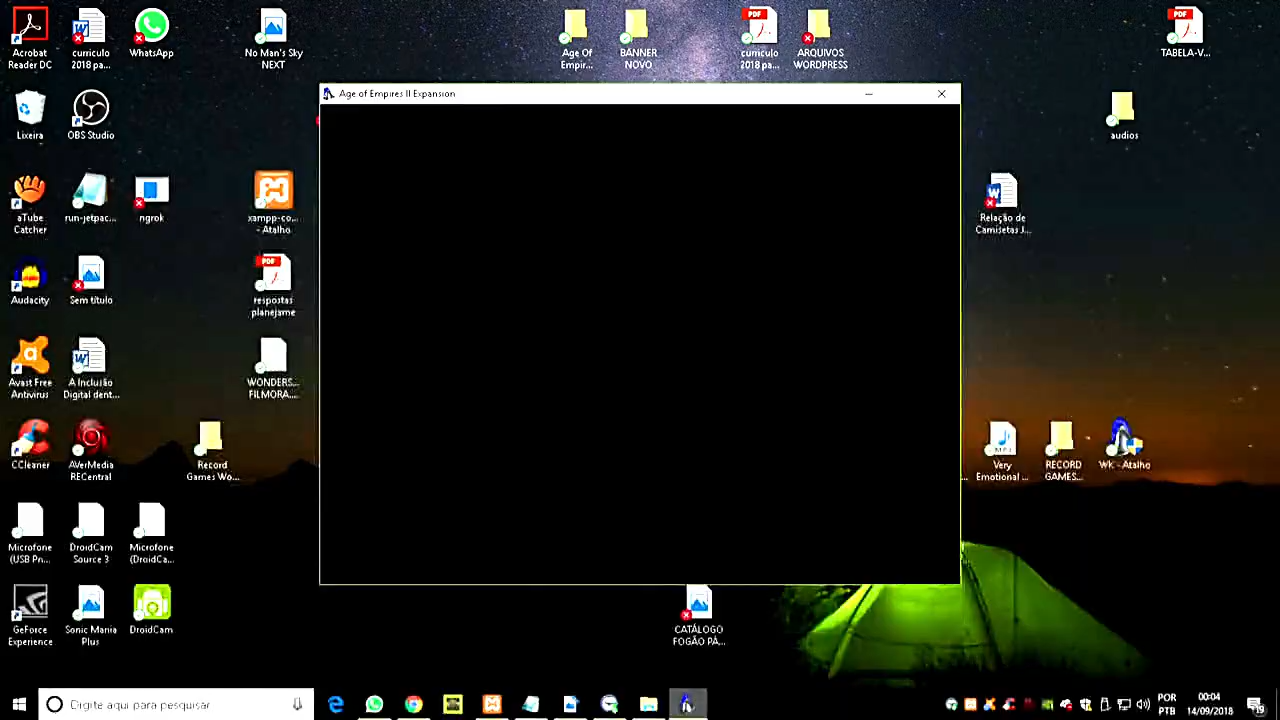 Acrobat
Reader DC
curriculo
2018 pa...
WhatsApp
No Man's Sky
NEXT
Age Of
Empir...
BANNER
NOVO
curriculo
2018 pa...
ARQUIVOS
WORDPRESS
TABELA-V...
Age of Empires II Expansion
Lixeira
OBS Studio
audios
aTube
Catcher
run-jetpac...
ngrok
xampp-co...
- Atalho
Relação de
Camisetas J...
Audacity
Sem título
respostas
planejame
Avast Free
Antivirus
A Inclusão
Digital dent...
WONDERS...
FILMORA...
CCleaner
AVerMedia
RECentral
Record
Games Wo...
Very
Emotional ...
RECORD
GAMES...
WK - Atalho
Microfone
(USB Pn...
DroidCam
Source 3
Microfone
(DroidCa...
GeForce
Experience
Sonic Mania
Plus
DroidCam
CATÁLOGO
FOGÃO PÀ...
Digite aqui para pesquisar
POR
PTB
00:04
14/09/2018